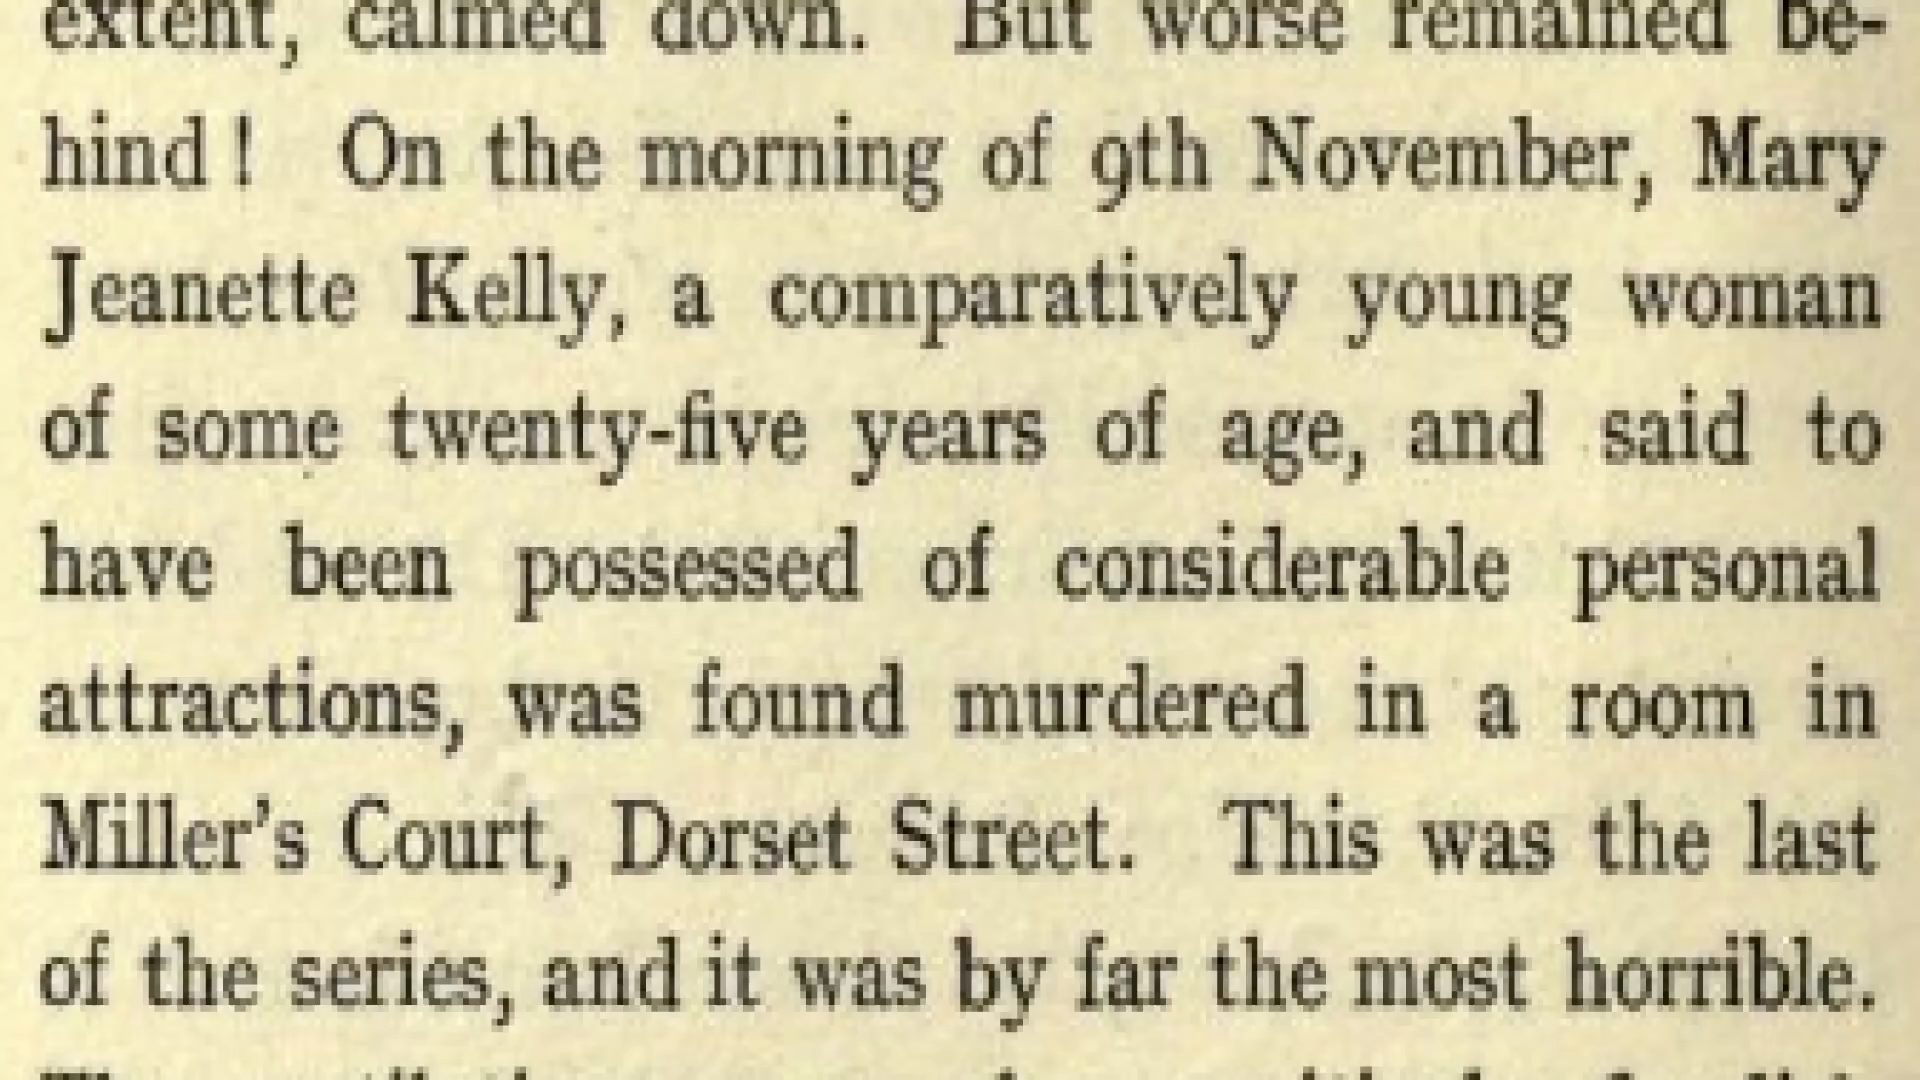 extent, calmed down. But worse remained be-
hind! On the morning of 9th November, Mary
Jeanette Kelly, a comparatively young woman
of some twenty-five years of age, and said to
have been possessed of considerable personal
attractions, was found murdered in a room in
Miller's Court, Dorset Street. This was the last
of the series, and it was by far the most horrible.